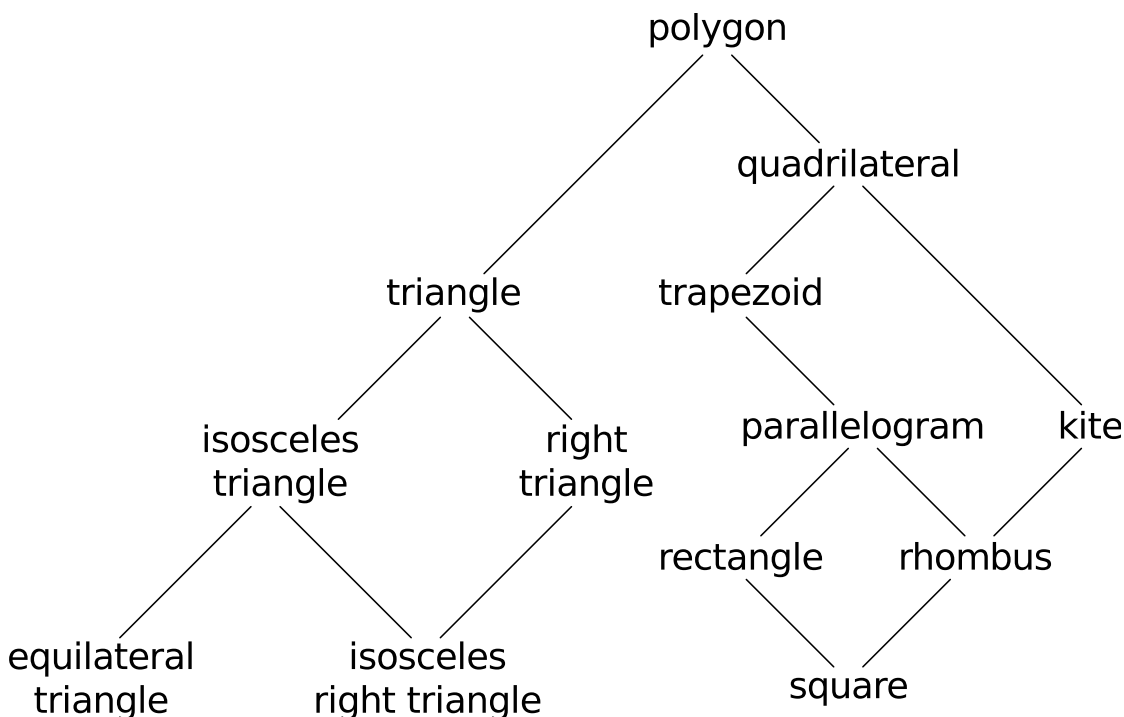 polygon
quadrilateral
triangle
trapezoid
isosceles
triangle
right
triangle
parallelogram
kite
rectangle
rhombus
equilateral
triangle
isosceles
right triangle
square